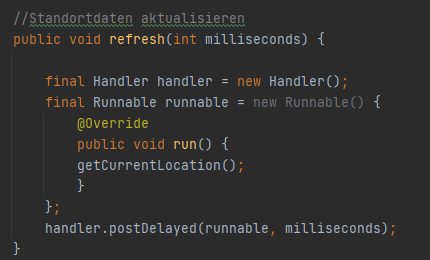 //Standortdaten aktualisieren
public void refresh(int milliseconds) {
final Handler handler = new Handler();
final Runnable runnable = new Runnable() {
@Override
public void run() {
getCurrentLocation();
}
};
handler.postDelayed(runnable, milliseconds);
}